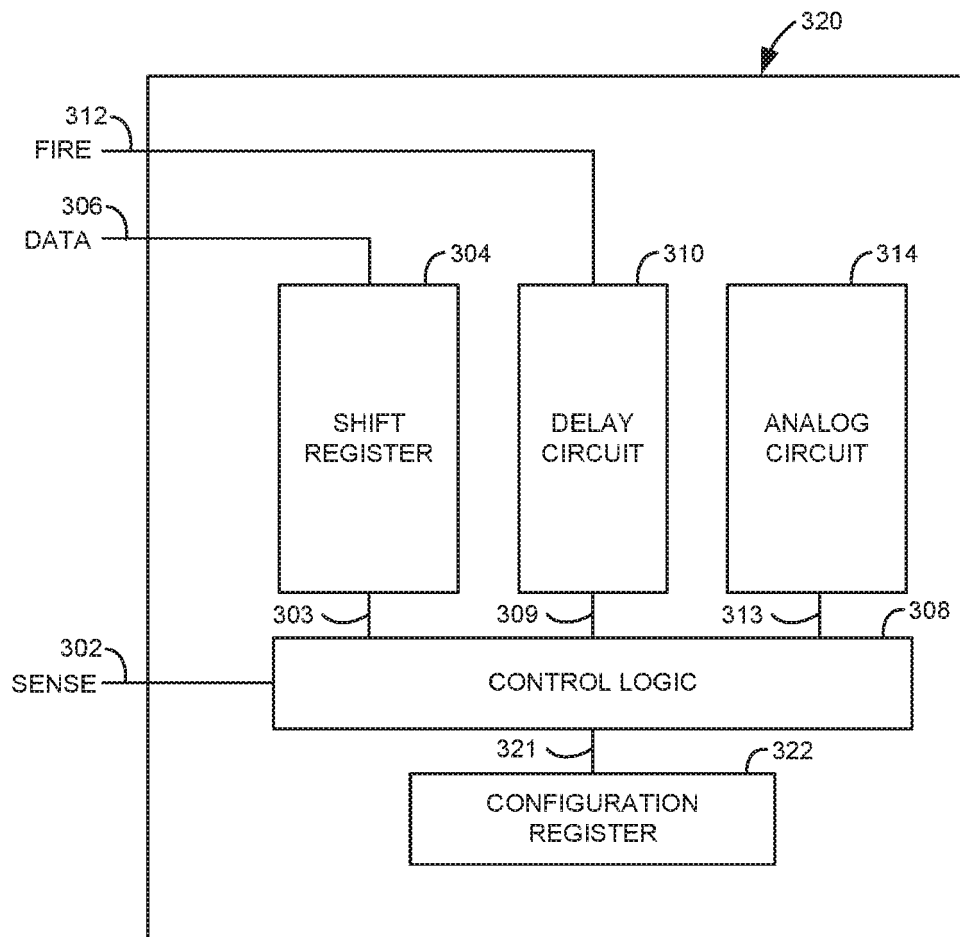 320
312
FIRE
306
DATA
304
310
314
SHIFT
REGISTER
DELAY
CIRCUIT
ANALOG
CIRCUIT
303
309
313
308
302
SENSE
CONTROL LOGIC
321
322
CONFIGURATION
REGISTER